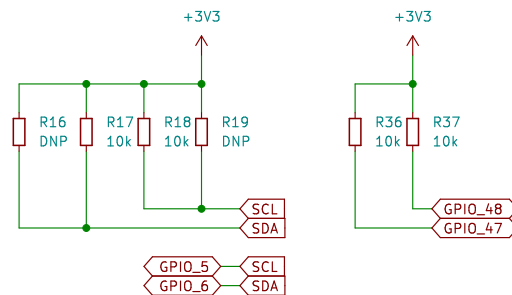 +3V3 +3V3
R16 R17 R18 R19 R36 R37
DNP 10k 10k DNP 10k 10k
SCL GPIO_48
SDA GPIO_47
GPIO_5 SCL
GPIO_6 SDA